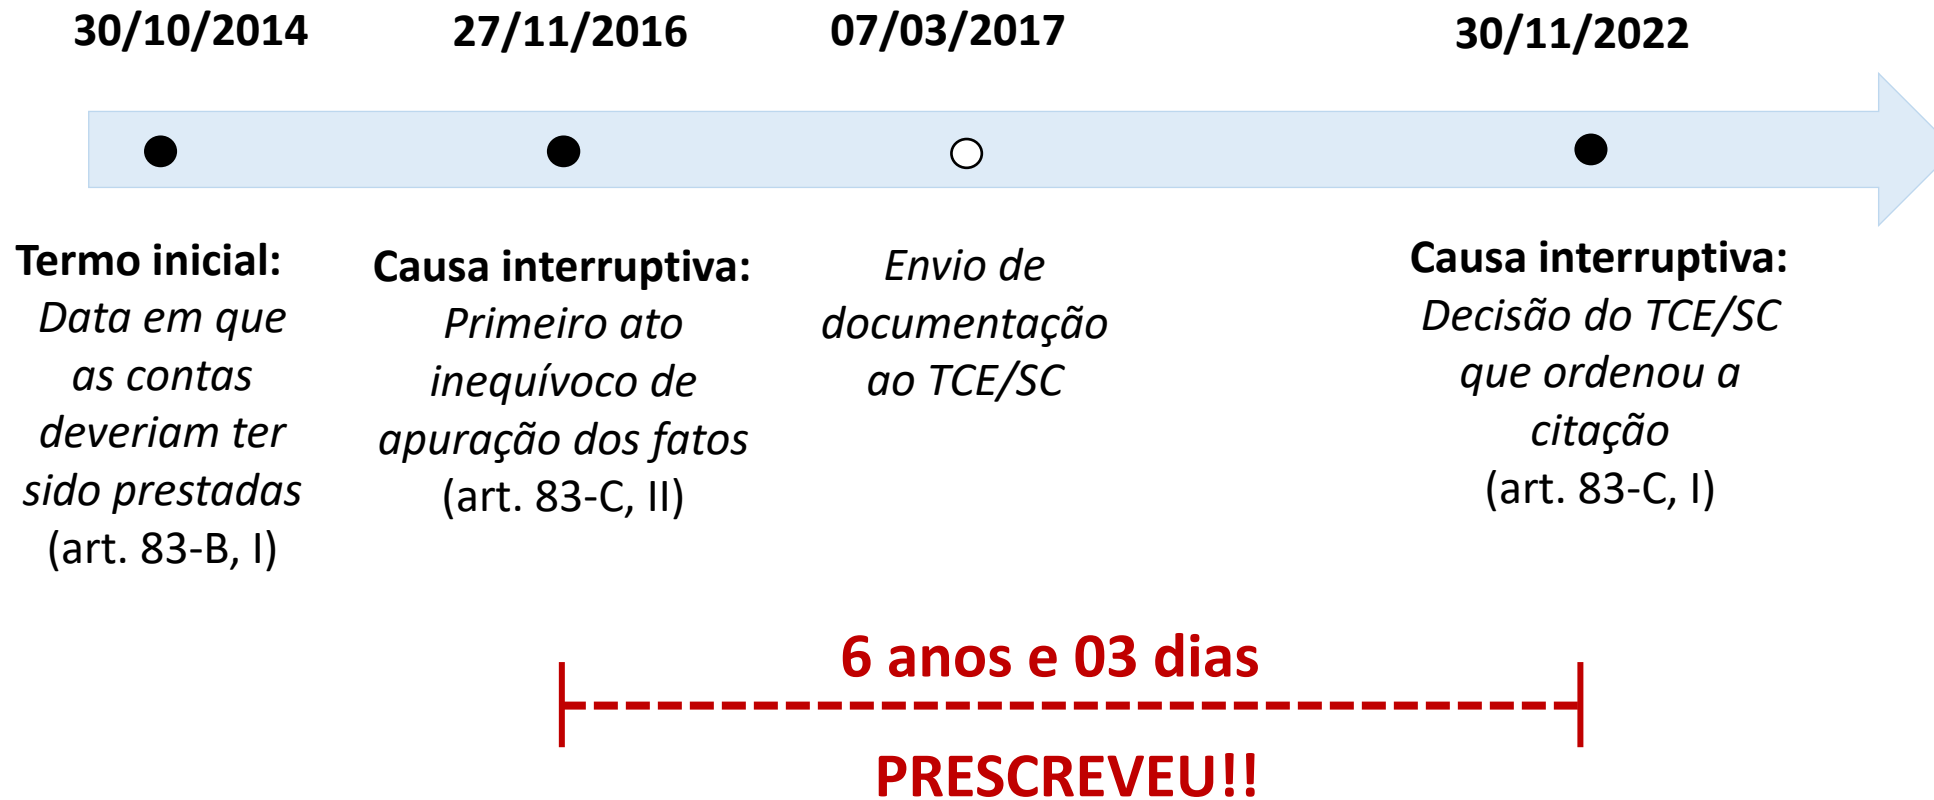 30/10/2014
27/11/2016
07/03/2017
30/11/2022
Termo inicial:
Data em que
as contas
deveriam ter
sido prestadas
(art. 83-B, I)
Causa interruptiva:
Primeiro ato
inequívoco de
apuração dos fatos
(art. 83-C, II)
Envio de
documentação
ao TCE/SC
Causa interruptiva:
Decisão do TCE/SC
que ordenou a
citação
(art. 83-C, I)
6 anos e 03 dias
PRESCREVEU!!